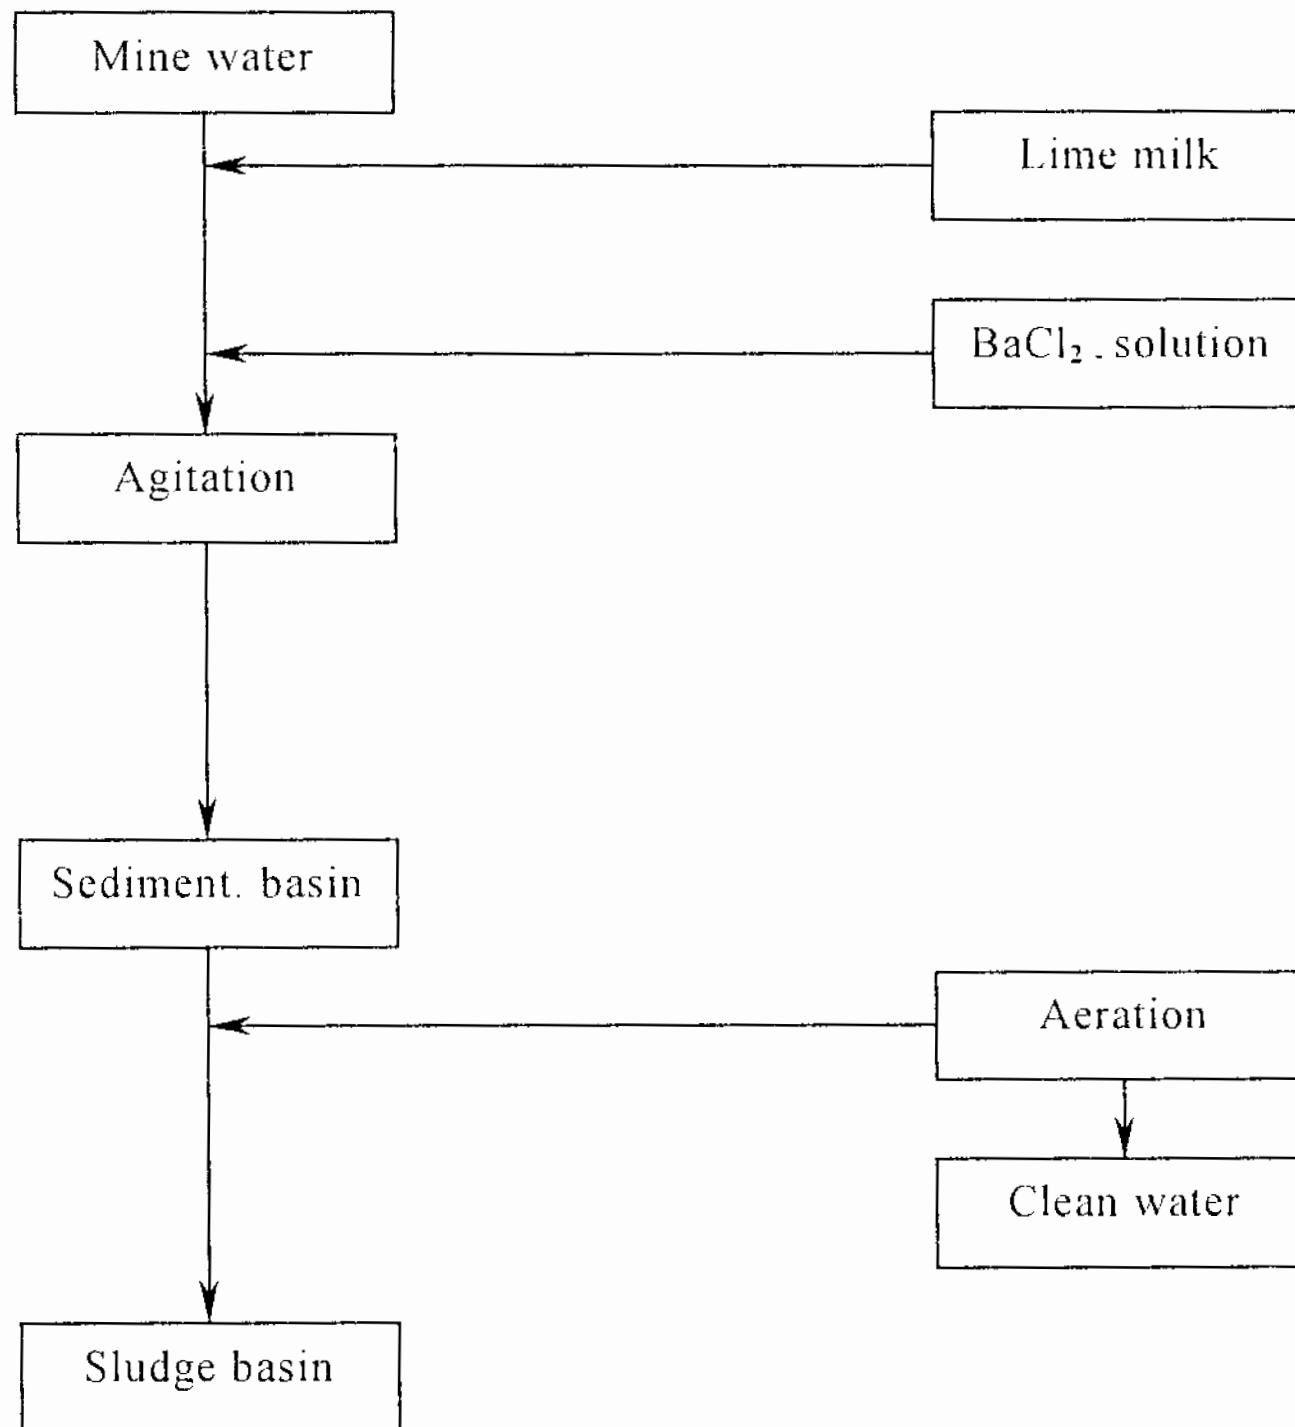 Mine water
Lime milk
BaCl₂ . solution
Agitation
Sediment. basin
Aeration
Clean water
Sludge basin